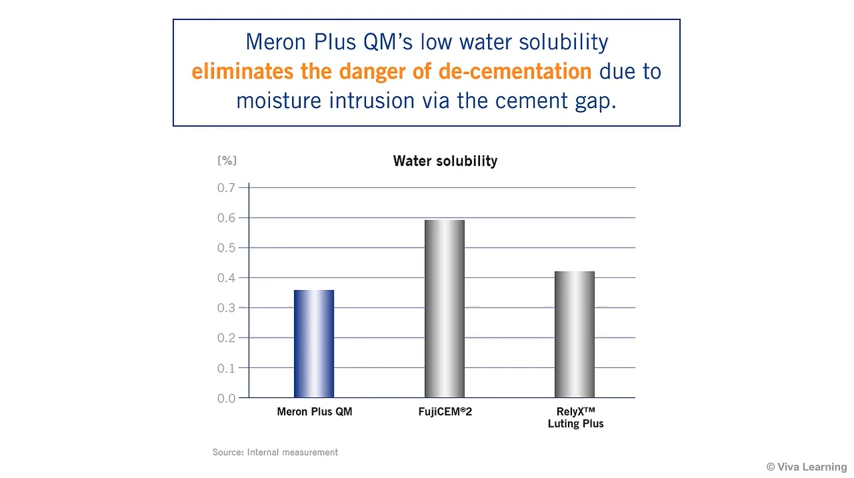 Meron Plus QM’s low water solubility
eliminates the danger of de-cementation due to
moisture intrusion via the cement gap.
[%]
Water solubility
0.7
0.6
0.5
0.4
0.3
0.2
0.1
0.0
Meron Plus QM
FujiCEM®2
RelyX™
Luting Plus
Source: Internal measurement
© Viva Learning